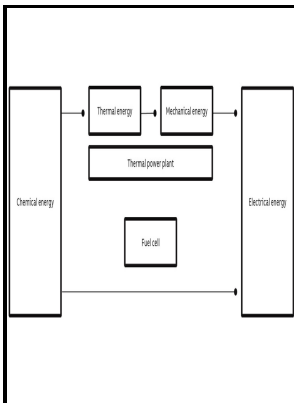 Thermal energy
Mechanical energy
Thermal power plant
Chemical energy
Electrical energy
Fuel cell